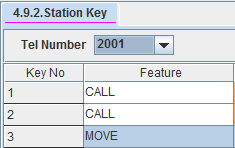 4.9.2.Station Key
Tel Number 2001
Key No Feature
1 CALL
2 CALL
3 MOVE